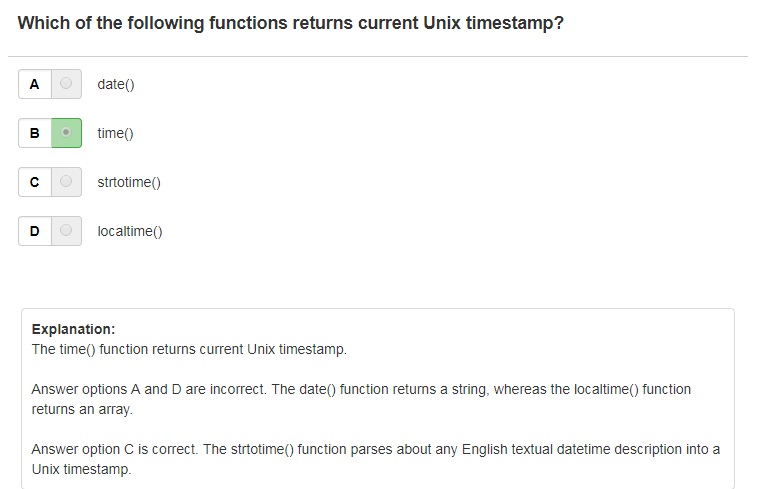 Which of the following functions returns current Unix timestamp?
A date()
B time()
C strtotime()
D localtime()
Explanation:
The time() function returns current Unix timestamp.
Answer options A and D are incorrect. The date() function returns a string, whereas the localtime() function
returns an array.
Answer option C is correct. The strtotime() function parses about any English textual datetime description into a
Unix timestamp.